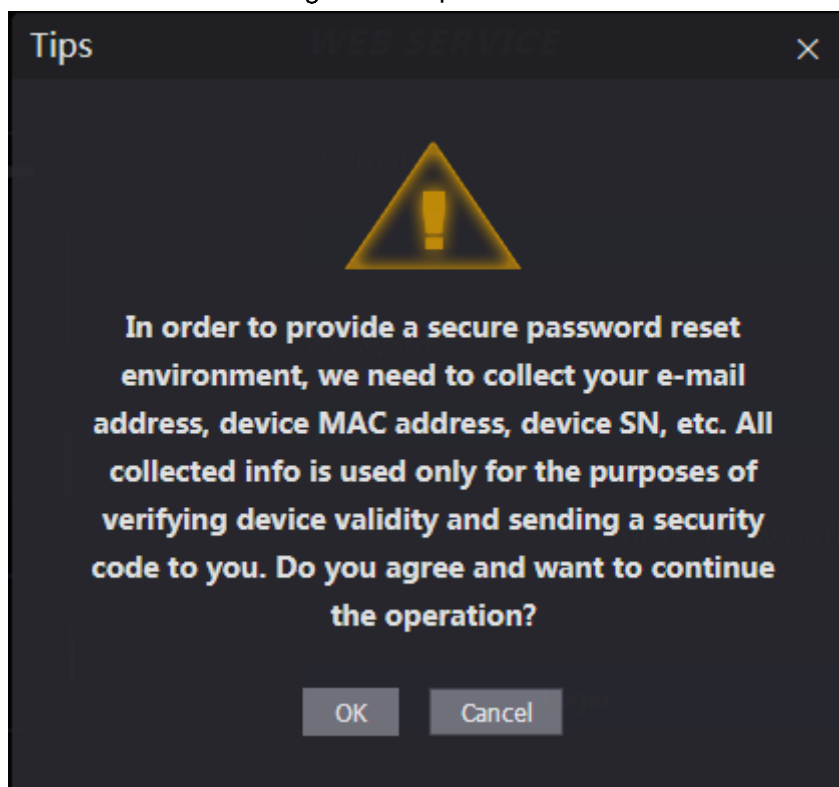 Tips
WEB SERVICE
In order to provide a secure password reset
environment, we need to collect your e-mail
address, device MAC address, device SN, etc. All
collected info is used only for the purposes of
verifying device validity and sending a security
code to you. Do you agree and want to continue
the operation?
OK Cancel